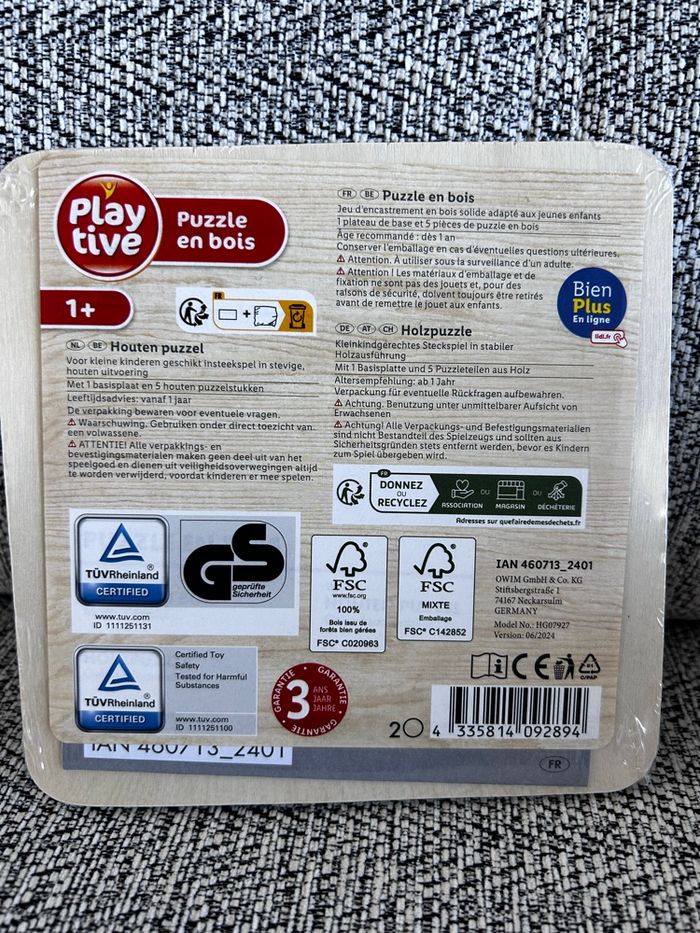 Play
tive
Puzzle
en bois
1+
FR
+
NL BE Houten puzzel
Voor kleine kinderen geschikt insteekspel in stevige,
houten uitvoering
Met 1 basisplaat en 5 houten puzzelstukken
Leeftijdsadvies: vanaf 1 jaar
De verpakking bewaren voor eventuele vragen.
⚠ Waarschuwing. Gebruiken onder direct toezicht van
een volwassene.
⚠ ATTENTIE! Alle verpakkings- en
bevestigingsmaterialen maken geen deel uit van het
speelgoed en dienen uit veiligheidsoverwegingen altijd
te worden verwijderd, voordat kinderen er mee spelen.
FR BE Puzzle en bois
Jeu d'encastrement en bois solide adapté aux jeunes enfants
1 plateau de base et 5 pièces de puzzle en bois
Âge recommandé : dès 1 an
Conserver l'emballage en cas d'éventuelles questions ultérieures.
⚠ Attention. À utiliser sous la surveillance d'un adulte.
⚠ Attention ! Les matériaux d'emballage et de
fixation ne sont pas des jouets et, pour des
raisons de sécurité, doivent toujours être retirés
avant de remettre le jouet aux enfants.
Bien
Plus
En ligne
lidl.fr
DE AT CH Holzpuzzle
Kleinkindgerechtes Steckspiel in stabiler
Holzausführung
Mit 1 Basisplatte und 5 Puzzleteilen aus Holz
Altersempfehlung: ab 1 Jahr
Verpackung für eventuelle Rückfragen aufbewahren.
⚠ Achtung. Benutzung unter unmittelbarer Aufsicht von
Erwachsenen
⚠ Achtung! Alle Verpackungs- und Befestigungsmaterialien
sind nicht Bestandteil des Spielzeugs und sollten aus
Sicherheitsgründen stets entfernt werden, bevor es Kindern
zum Spiel übergeben wird.
FR
DONNEZ
OU
RECYCLEZ
ASSOCIATION
OU
MAGASIN
OU
DÉCHÈTERIE
Adresses sur quefairedemesdechets.fr
TÜVRheinland
CERTIFIED
GS
geprüfte
Sicherheit
www.tuv.com
ID 1111251131
FSC
www.fsc.org
100%
Bois issu de
forêts bien gérées
FSC® C020963
FSC
MIXTE
Emballage
FSC® C142852
IAN 460713_2401
OWIM GmbH & Co. KG
Stiftsbergstraße 1
74167 Neckarsulm
GERMANY
Model No.: HG07927
Version: 06/2024
TÜVRheinland
CERTIFIED
Certified Toy
Safety
Tested for Harmful
Substances
www.tuv.com
ID 1111251100
GARANTIE • GARANTIE • GARANTIE
3
ANS
JAAR
JAHRE
i CE
C/PAP
2
4 335814 092894
IAN 460713_2401
FR